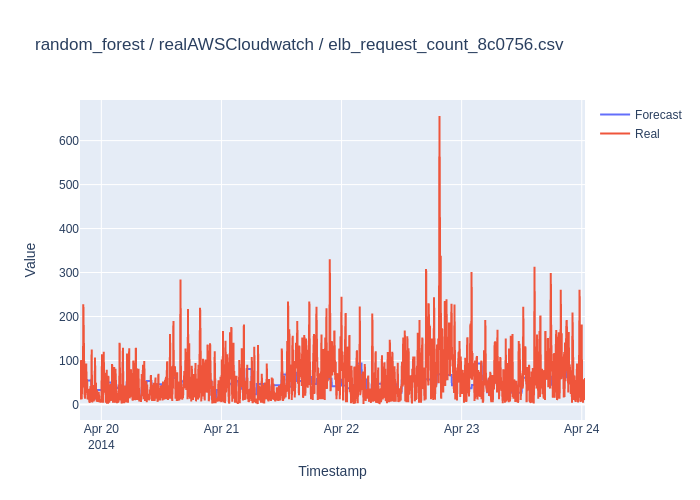 random_forest / realAWSCloudwatch / elb_request_count_8c0756.csv
Forecast
Real
600
500
400
300
200
100
0
Value
Apr 20
2014
Apr 21
Apr 22
Apr 23
Apr 24
Timestamp